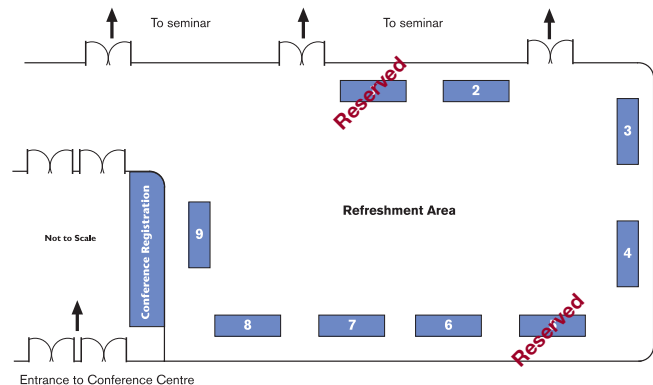 To seminar
To seminar
Reserved
2
3
Conference Registration
9
Refreshment Area
Not to Scale
4
8
7
6
Reserved
Entrance to Conference Centre